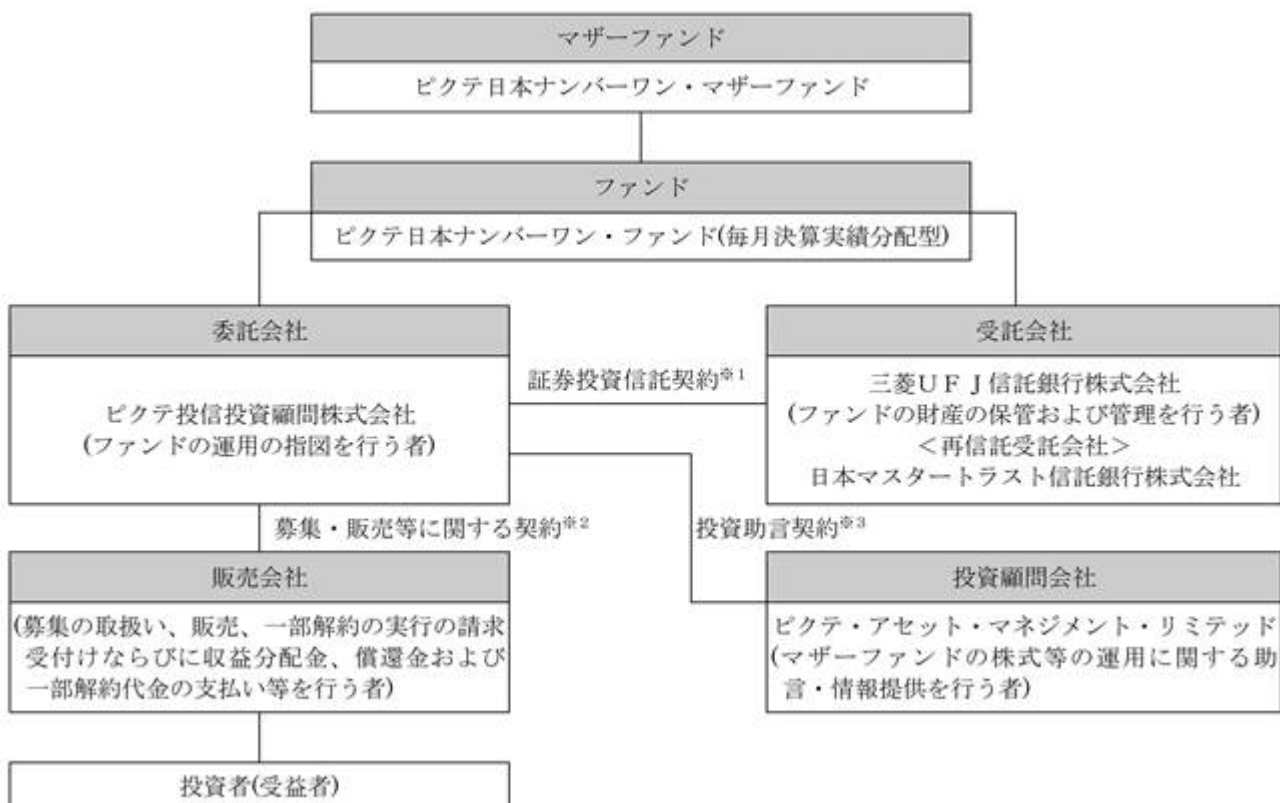 マザーファンド
ピクテ日本ナンバーワン・マザーファンド
ファンド
ピクテ日本ナンバーワン・ファンド(毎月決算実績分配型)
委託会社
ピクテ投信投資顧問株式会社
(ファンドの運用の指図を行う者)
証券投資信託契約※1
受託会社
三菱UFJ信託銀行株式会社
(ファンドの財産の保管および管理を行う者)
<再信託受託会社>
日本マスタートラスト信託銀行株式会社
募集・販売等に関する契約※2
投資助言契約※3
販売会社
(募集の取扱い、販売、一部解約の実行の請求
受付けならびに収益分配金、償還金および
一部解約代金の支払い等を行う者)
投資顧問会社
ピクテ・アセット・マネジメント・リミテッド
(マザーファンドの株式等の運用に関する助
言・情報提供を行う者)
投資者(受益者)